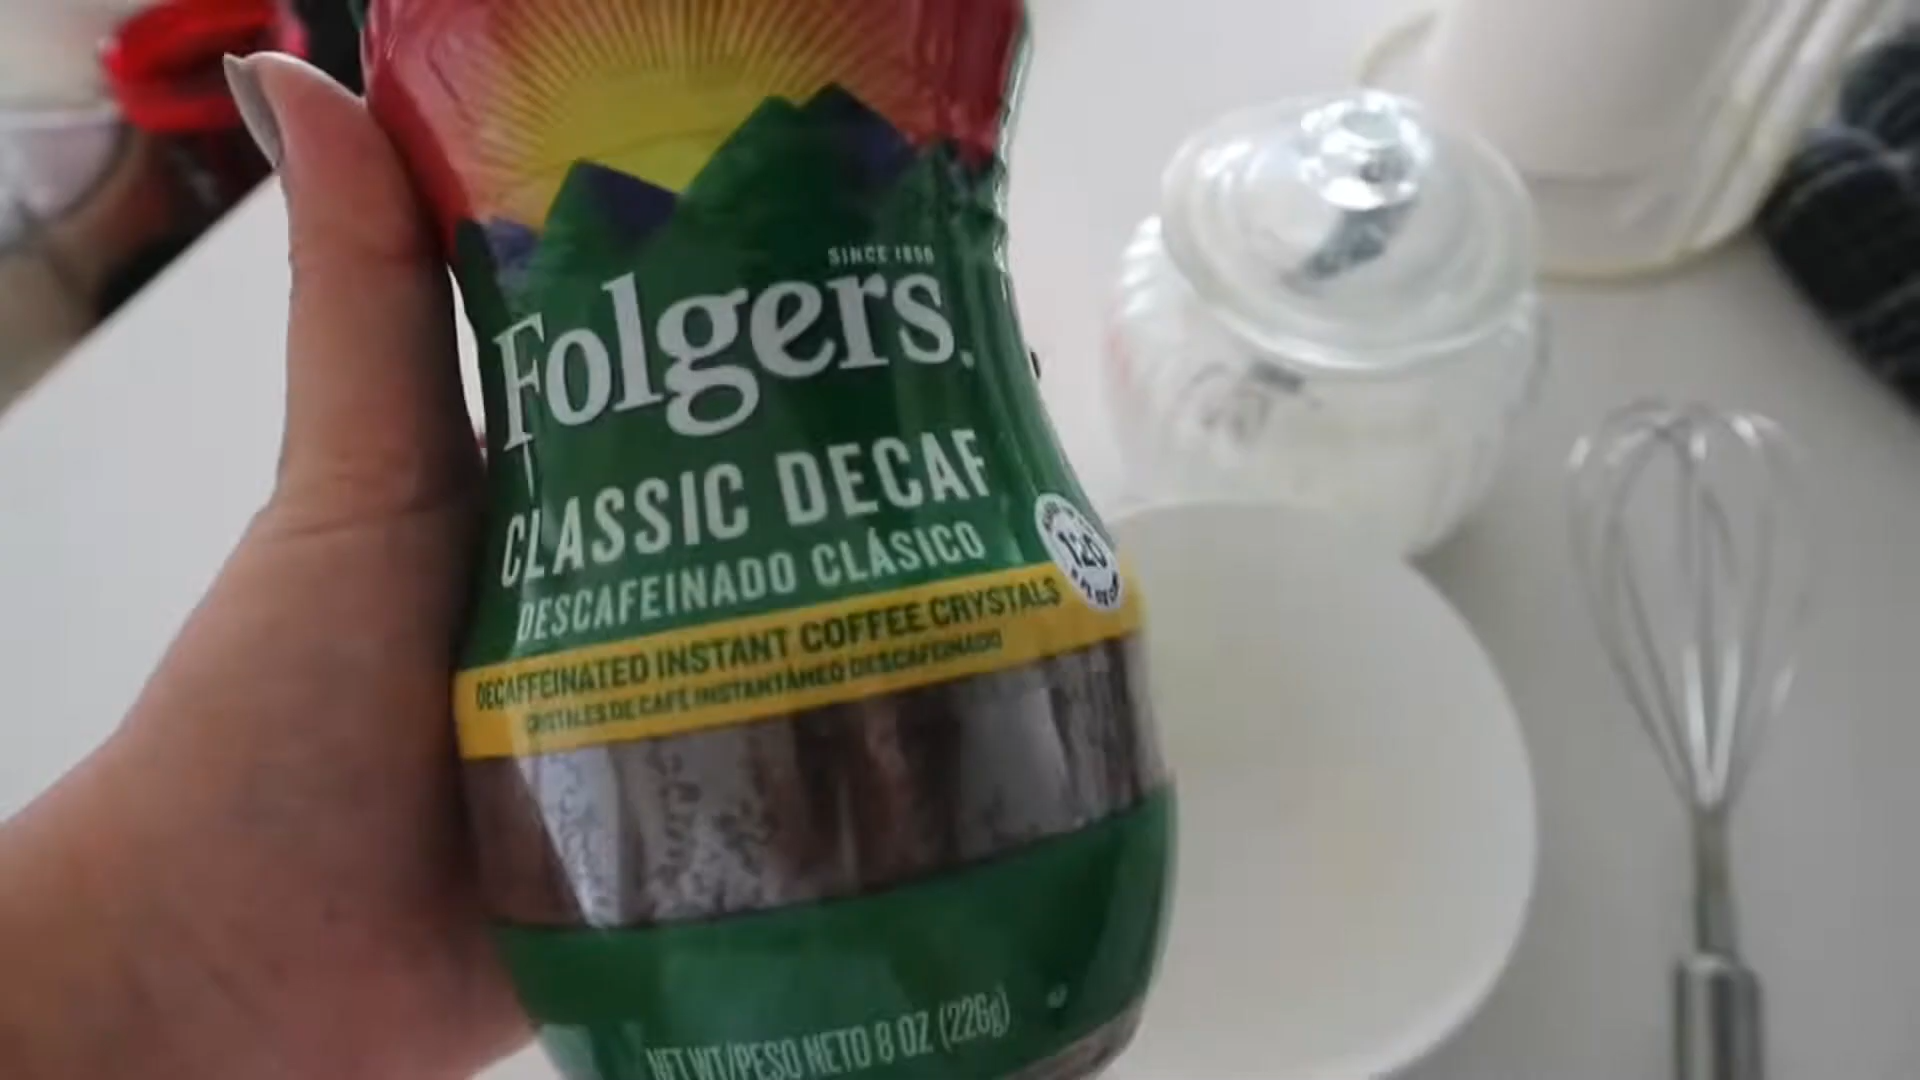 SINCE 1850
Folgers.
CLASSIC DECAF
DESCAFEINADO CLÁSICO
DECAFFEINATED INSTANT COFFEE CRYSTALS
CRISTALES DE CAFÉ INSTANTÁNEO DESCAFEINADO
120
NET WT/PESO NETO 8 OZ (226g)